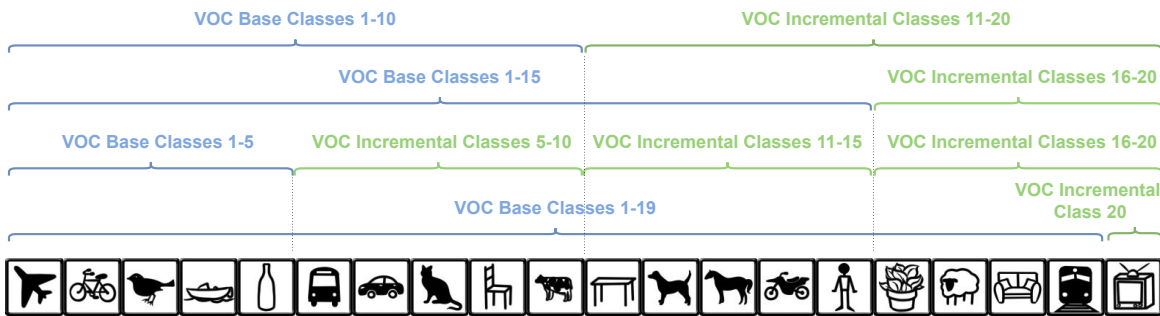 VOC Base Classes 1-10
VOC Incremental Classes 11-20
VOC Base Classes 1-15
VOC Incremental Classes 16-20
VOC Base Classes 1-5
VOC Incremental Classes 5-10
VOC Incremental Classes 11-15
VOC Incremental Classes 16-20
VOC Base Classes 1-19
VOC Incremental
Class 20